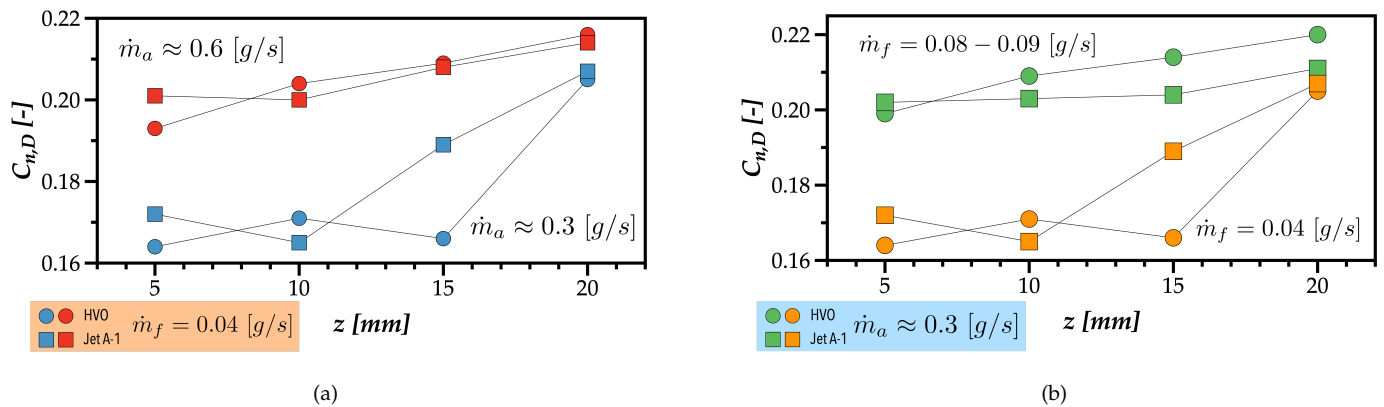 0.22
0.20
0.18
0.16
C_{n,D} [-]
ṁ_a ≈ 0.6 [g/s]
ṁ_a ≈ 0.3 [g/s]
5 10 15 20
z [mm]
HVO
Jet A-1
ṁ_f = 0.04 [g/s]
(a)
0.22
0.20
0.18
0.16
C_{n,D} [-]
ṁ_f = 0.08 − 0.09 [g/s]
ṁ_f = 0.04 [g/s]
5 10 15 20
z [mm]
HVO
Jet A-1
ṁ_a ≈ 0.3 [g/s]
(b)